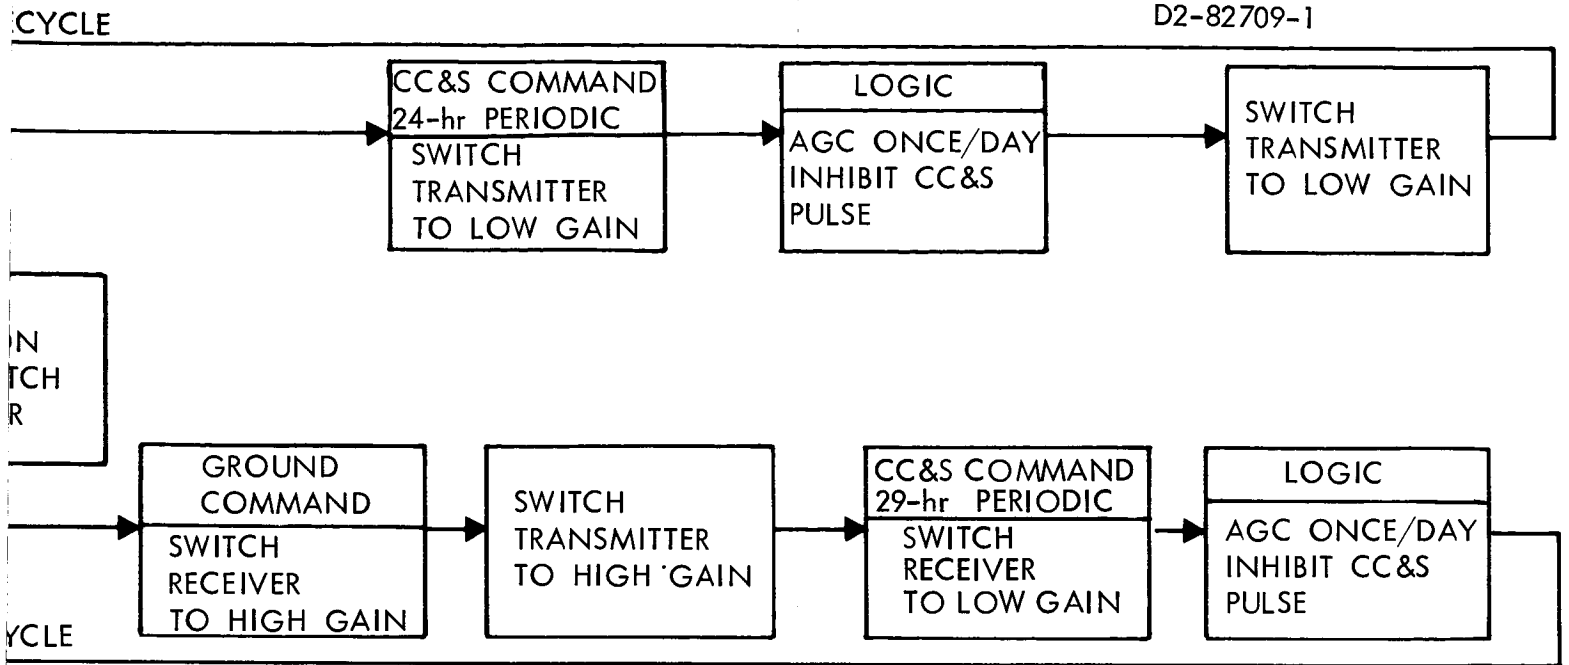 CYCLE
D2-82709-1
CC&S COMMAND
24-hr PERIODIC
SWITCH
TRANSMITTER
TO LOW GAIN
LOGIC
AGC ONCE/DAY
INHIBIT CC&S
PULSE
SWITCH
TRANSMITTER
TO LOW GAIN
GROUND
COMMAND
SWITCH
RECEIVER
TO HIGH GAIN
SWITCH
TRANSMITTER
TO HIGH GAIN
CC&S COMMAND
29-hr PERIODIC
SWITCH
RECEIVER
TO LOW GAIN
LOGIC
AGC ONCE/DAY
INHIBIT CC&S
PULSE
YCLE